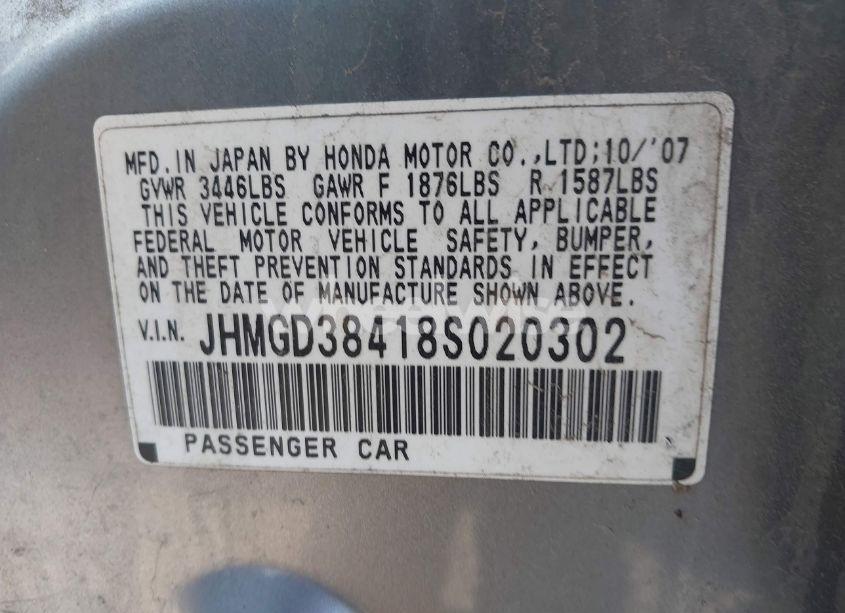 MFD. IN JAPAN BY HONDA MOTOR CO., LTD; 10/'07
GVWR 3446LBS GAWR F 1876LBS R 1587LBS
THIS VEHICLE CONFORMS TO ALL APPLICABLE
FEDERAL MOTOR VEHICLE SAFETY, BUMPER,
AND THEFT PREVENTION STANDARDS IN EFFECT
ON THE DATE OF MANUFACTURE SHOWN ABOVE.
V.I.N. JHMGD38418S020302
PASSENGER CAR